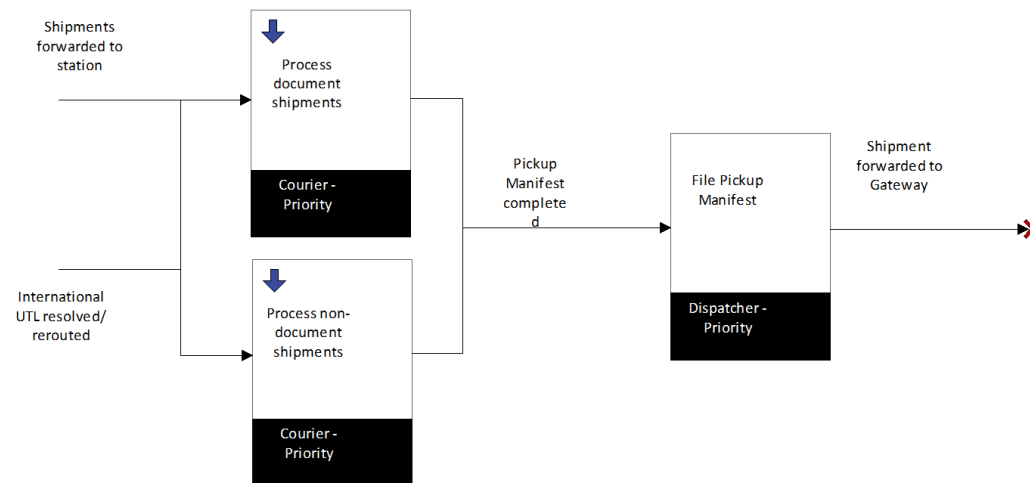 Shipments
forwarded to
station
Process
document
shipments
Courier -
Priority
International
UTL resolved/
rerouted
Process non-
document
shipments
Courier -
Priority
Pickup
Manifest
complete
d
File Pickup
Manifest
Dispatcher -
Priority
Shipment
forwarded to
Gateway